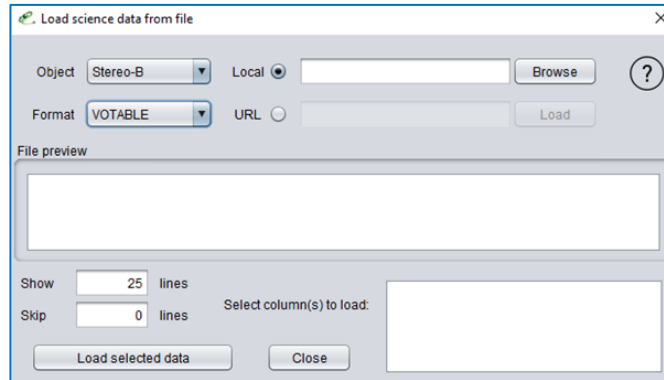 Load science data from file
Object Stereo-B Local Browse ?
Format VOTABLE URL Load
File preview
Show 25 lines
Select column(s) to load:
Skip 0 lines
Load selected data Close